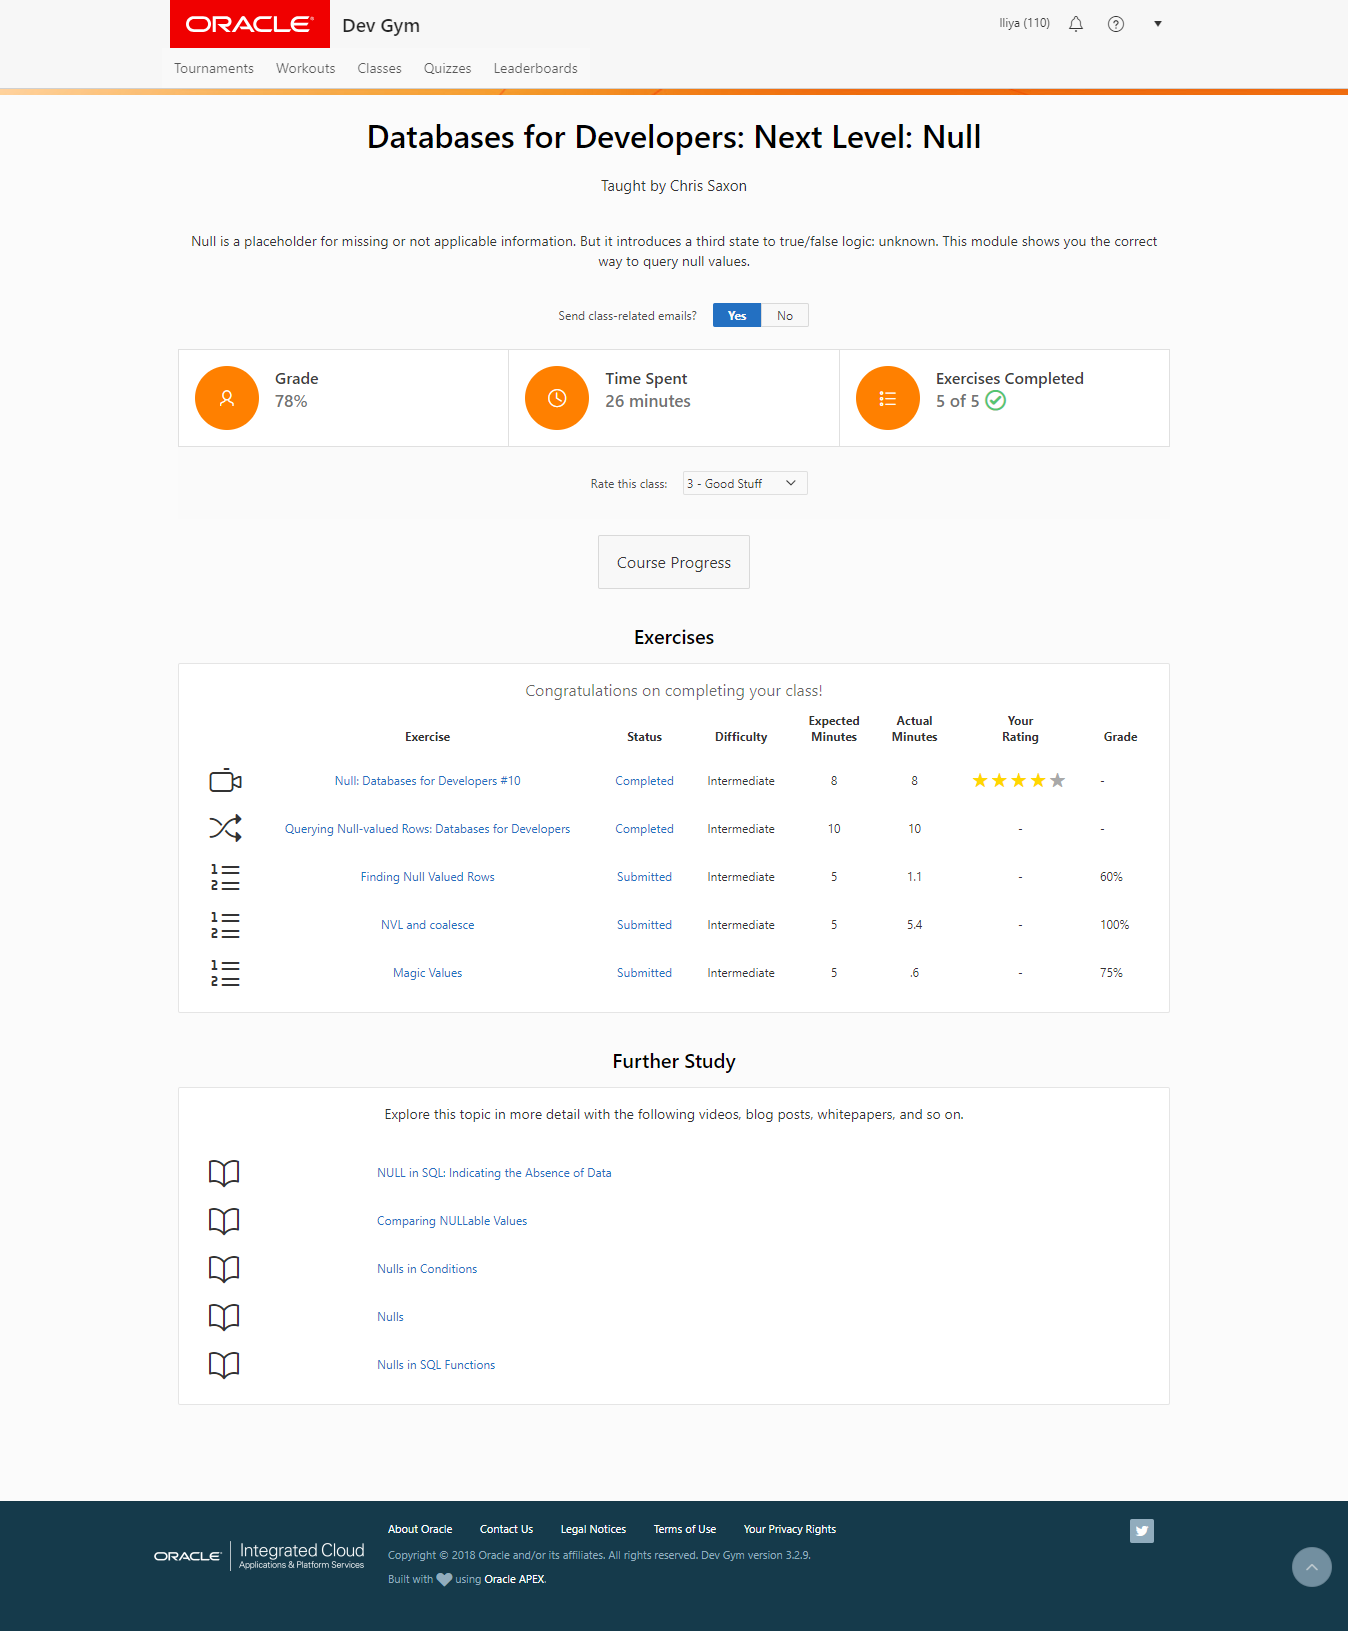 ORACLE Dev Gym
Iliya (110)
Tournaments Workouts Classes Quizzes Leaderboards
Databases for Developers: Next Level: Null
Taught by Chris Saxon
Null is a placeholder for missing or not applicable information. But it introduces a third state to true/false logic: unknown. This module shows you the correct
way to query null values.
Send class-related emails? Yes No
Grade
78%
Time Spent
26 minutes
Exercises Completed
5 of 5
Rate this class: 3 - Good Stuff
Course Progress
Exercises
Congratulations on completing your class!
Exercise Status Difficulty Expected Minutes Actual Minutes Your Rating Grade
Null: Databases for Developers #10 Completed Intermediate 8 8 -
Querying Null-valued Rows: Databases for Developers Completed Intermediate 10 10 - -
1 2 Finding Null Valued Rows Submitted Intermediate 5 1.1 - 60%
1 2 NVL and coalesce Submitted Intermediate 5 5.4 - 100%
1 2 Magic Values Submitted Intermediate 5 .6 - 75%
Further Study
Explore this topic in more detail with the following videos, blog posts, whitepapers, and so on.
NULL in SQL: Indicating the Absence of Data
Comparing NULLable Values
Nulls in Conditions
Nulls
Nulls in SQL Functions
ORACLE Integrated Cloud
Applications & Platform Services
About Oracle Contact Us Legal Notices Terms of Use Your Privacy Rights
Copyright © 2018 Oracle and/or its affiliates. All rights reserved. Dev Gym version 3.2.9.
Built with using Oracle APEX.